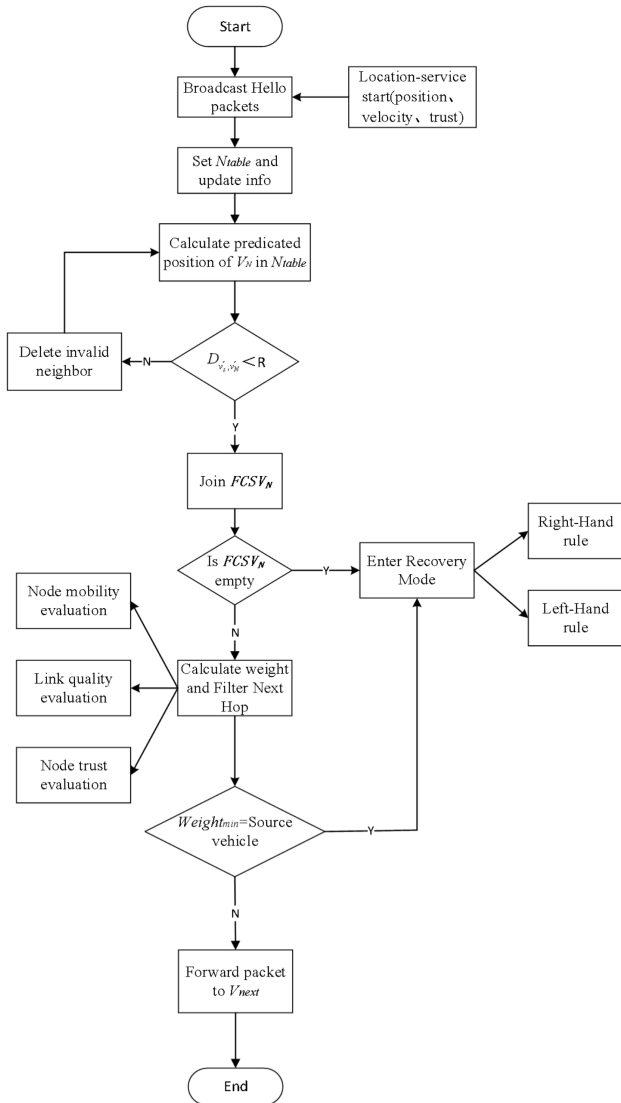 Start
Broadcast Hello
packets
Location-service
start(position、
velocity、trust)
Set Ntable and
update info
Calculate predicated
position of VN in Ntable
Delete invalid
neighbor
N
Dv′s,v′N<R
Y
Join FCSVN
Is FCSVN
empty
Y
Enter Recovery
Mode
Right-Hand
rule
Left-Hand
rule
N
Node mobility
evaluation
Link quality
evaluation
Node trust
evaluation
Calculate weight
and Filter Next
Hop
Weightmin=Source
vehicle
Y
N
Forward packet
to Vnext
End